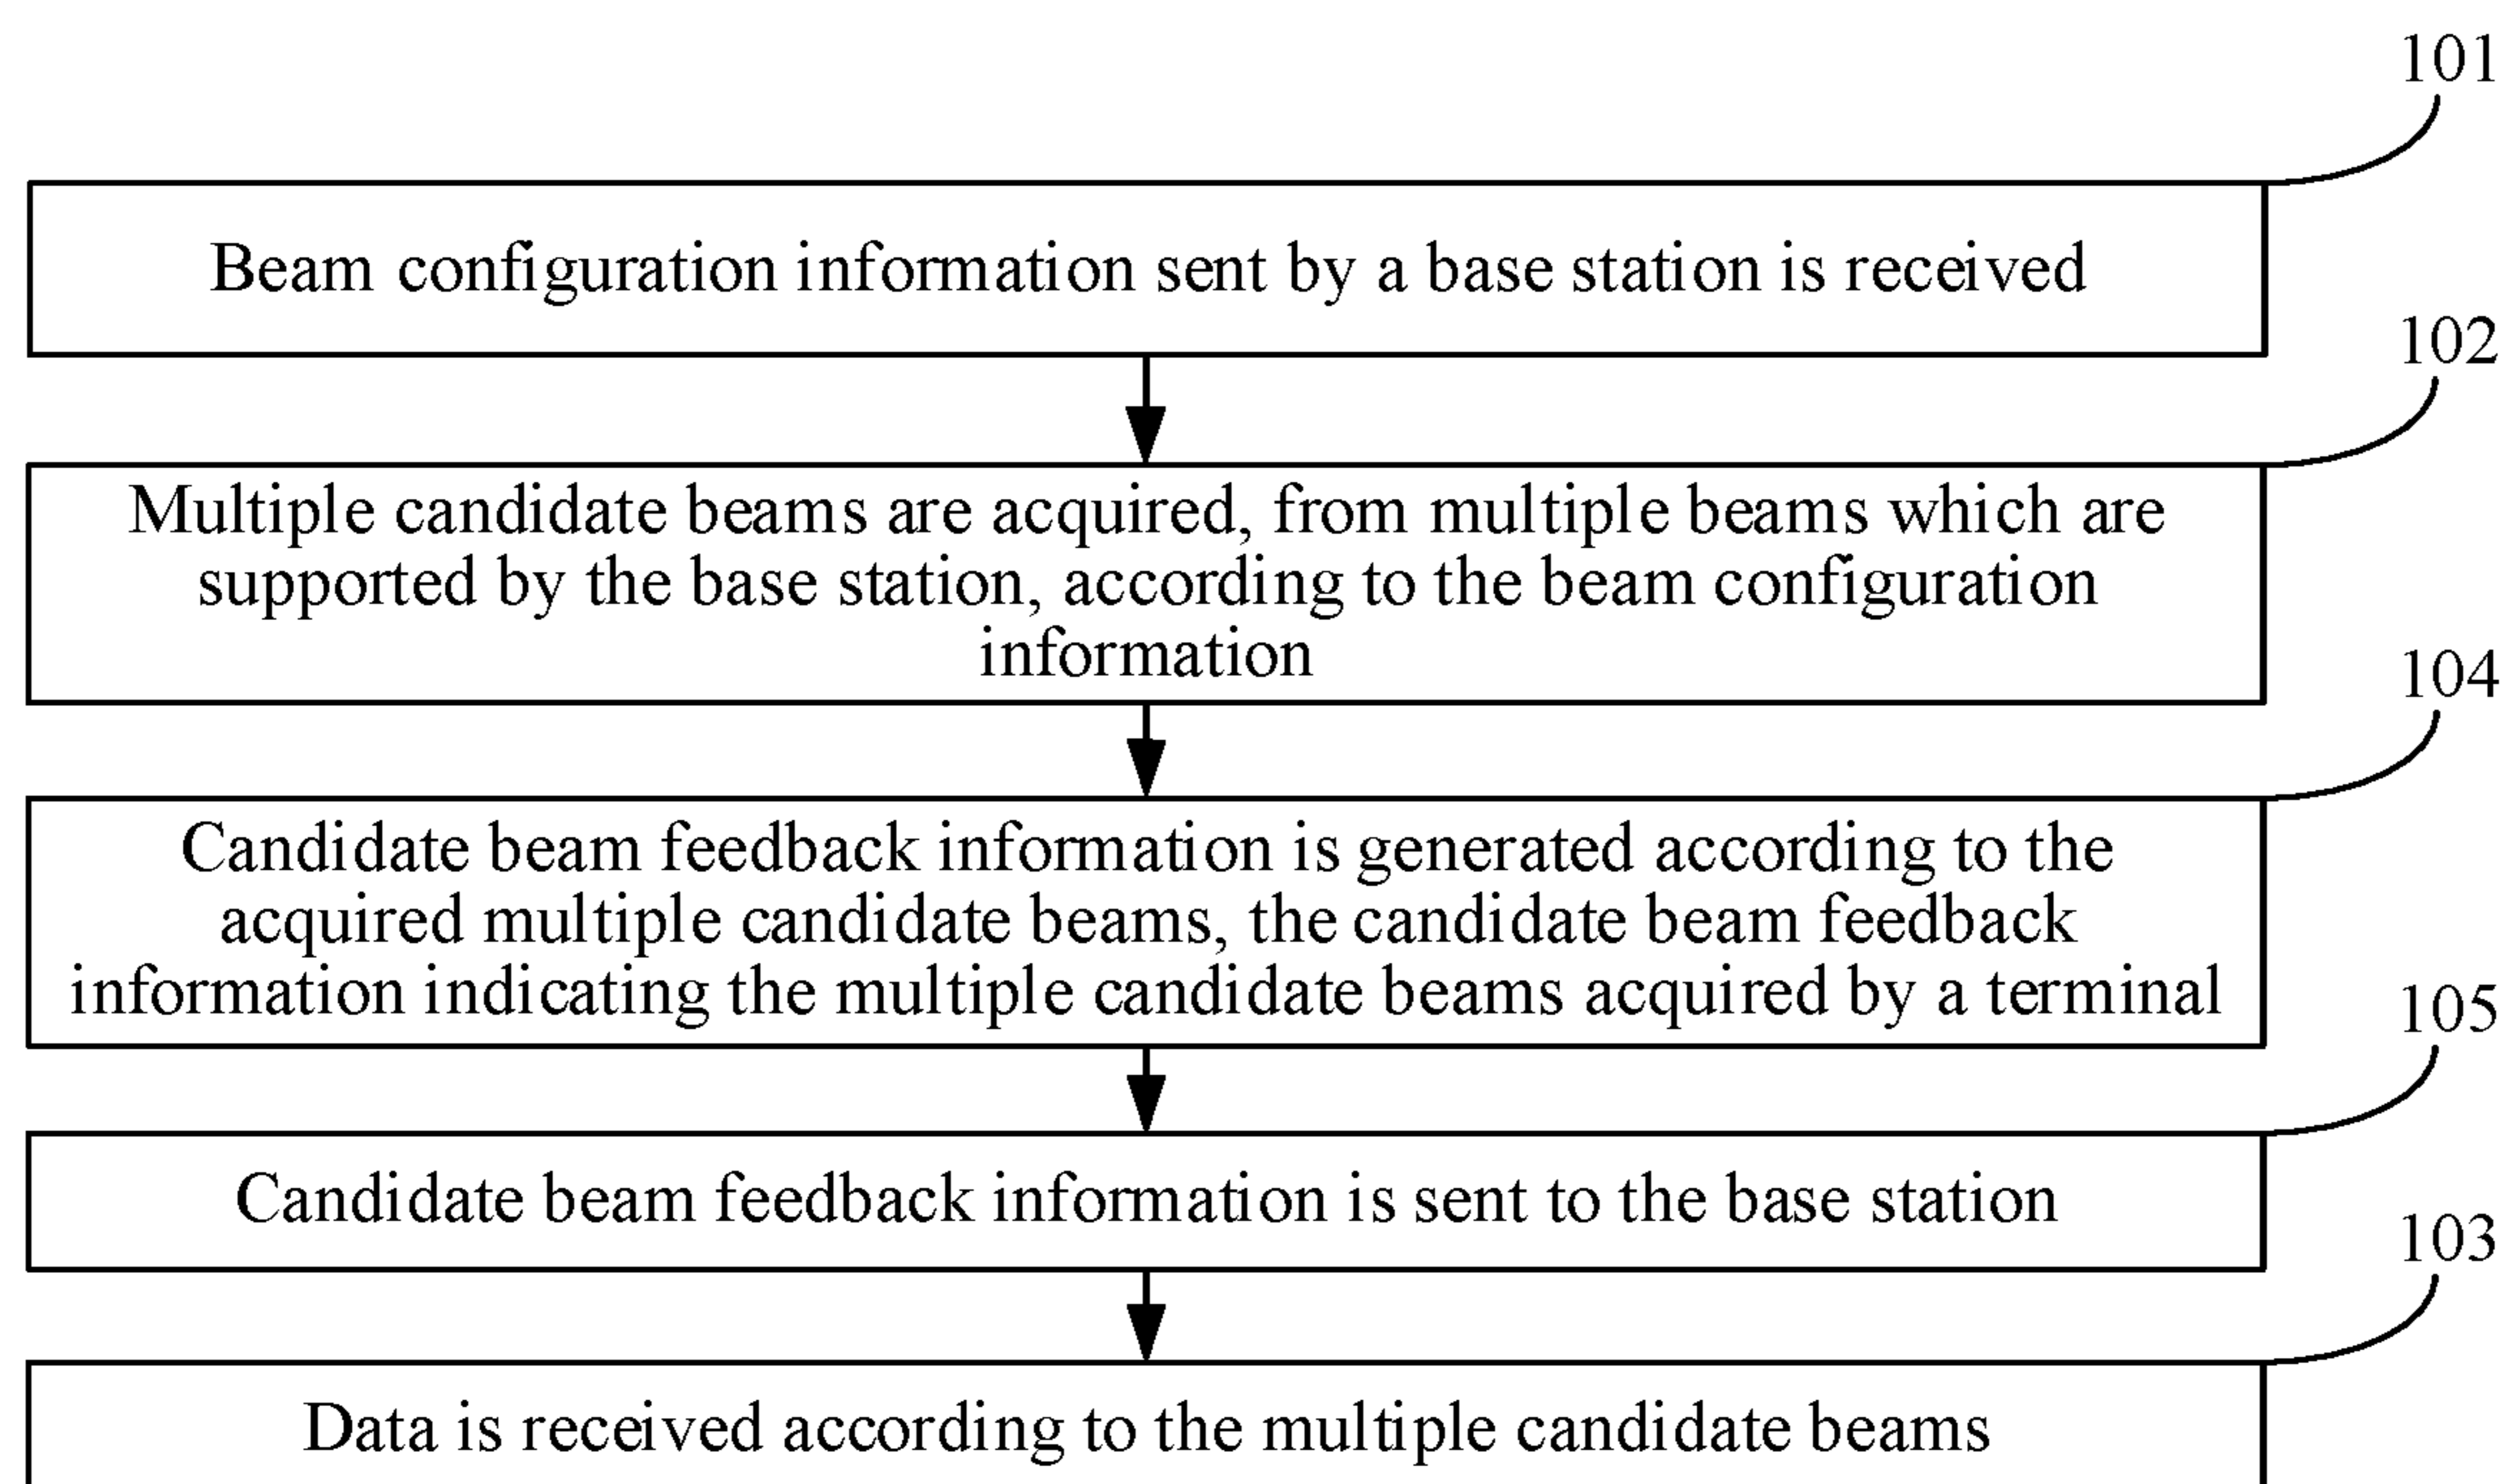 101
Beam configuration information sent by a base station is received
102
Multiple candidate beams are acquired, from multiple beams which are
supported by the base station, according to the beam configuration
information
104
Candidate beam feedback information is generated according to the
acquired multiple candidate beams, the candidate beam feedback
information indicating the multiple candidate beams acquired by a terminal
105
Candidate beam feedback information is sent to the base station
103
Data is received according to the multiple candidate beams